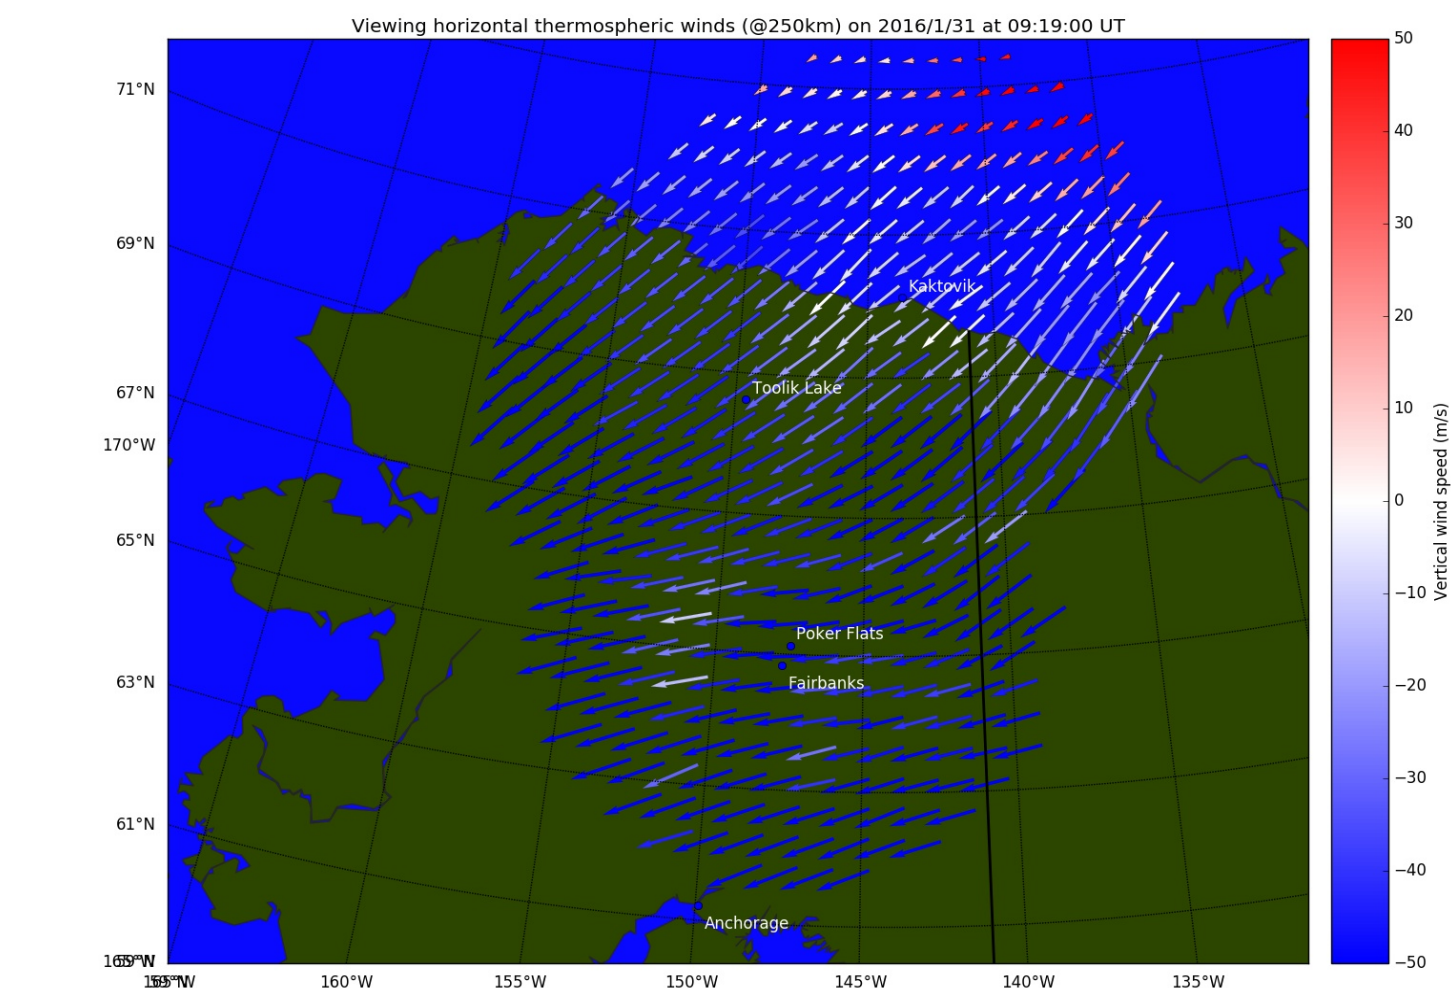 Viewing horizontal thermospheric winds (@250km) on 2016/1/31 at 09:19:00 UT
71°N
69°N
67°N
170°W
65°N
63°N
61°N
160°W
155°W
150°W
145°W
140°W
135°W
Kaktovik
Toolik Lake
Poker Flats
Fairbanks
Anchorage
50
40
30
20
10
0
−10
−20
−30
−40
−50
Vertical wind speed (m/s)